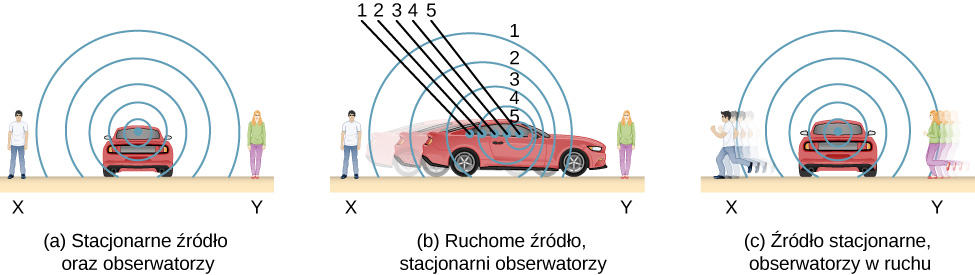 1 2 3 4 5
1
2
3
4
5
X Y X Y X Y
(a) Stacjonarne źródło
oraz obserwatorzy
(b) Ruchome źródło,
stacjonarni obserwatorzy
(c) Źródło stacjonarne,
obserwatorzy w ruchu